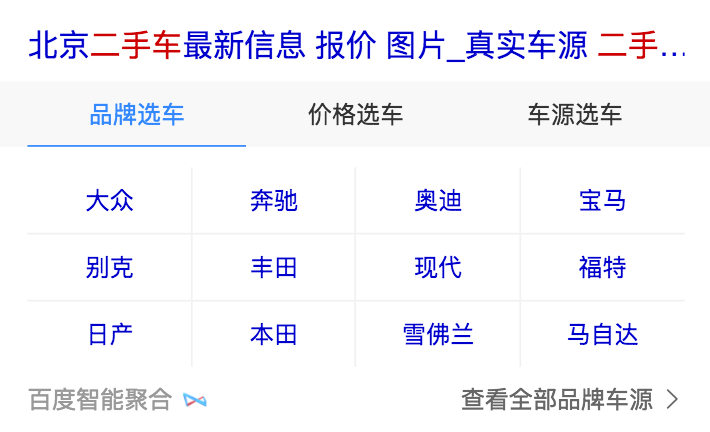 北京二手车最新信息 报价 图片_真实车源 二手...
品牌选车 价格选车 车源选车
大众 奔驰 奥迪 宝马
别克 丰田 现代 福特
日产 本田 雪佛兰 马自达
百度智能聚合 查看全部品牌车源